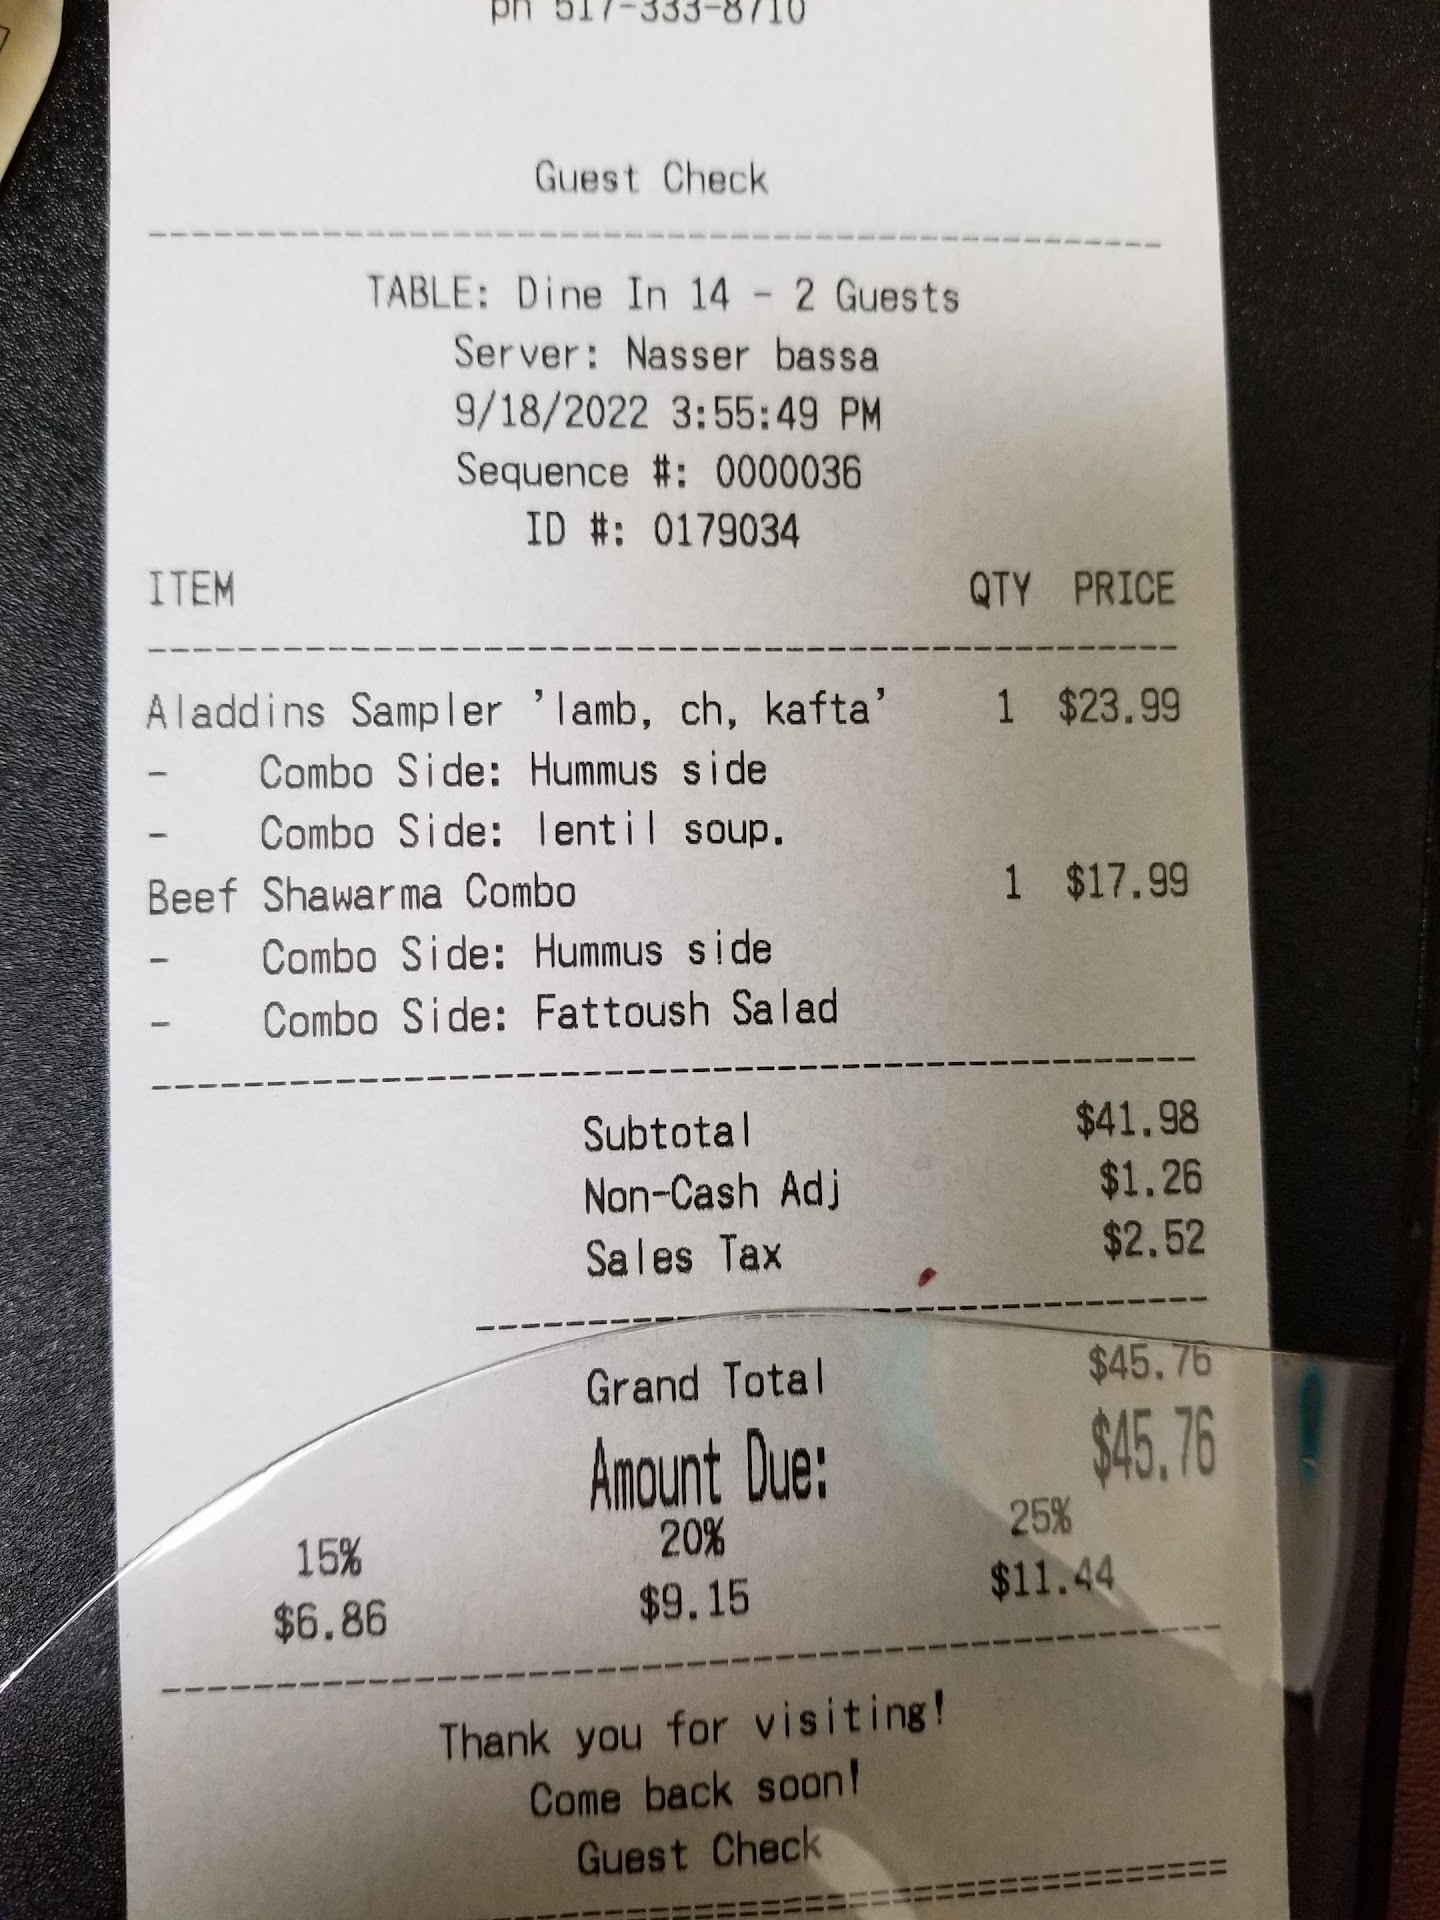 ph 517-333-8710
Guest Check
TABLE: Dine In 14 - 2 Guests
Server: Nasser bassa
9/18/2022 3:55:49 PM
Sequence #: 0000036
ID #: 0179034
ITEM QTY PRICE
Aladdins Sampler 'lamb, ch, kafta' 1 $23.99
- Combo Side: Hummus side
- Combo Side: lentil soup.
Beef Shawarma Combo 1 $17.99
- Combo Side: Hummus side
- Combo Side: Fattoush Salad
Subtotal $41.98
Non-Cash Adj $1.26
Sales Tax $2.52
Grand Total $45.76
Amount Due: $45.76
15% 20% 25%
$6.86 $9.15 $11.44
Thank you for visiting!
Come back soon!
Guest Check